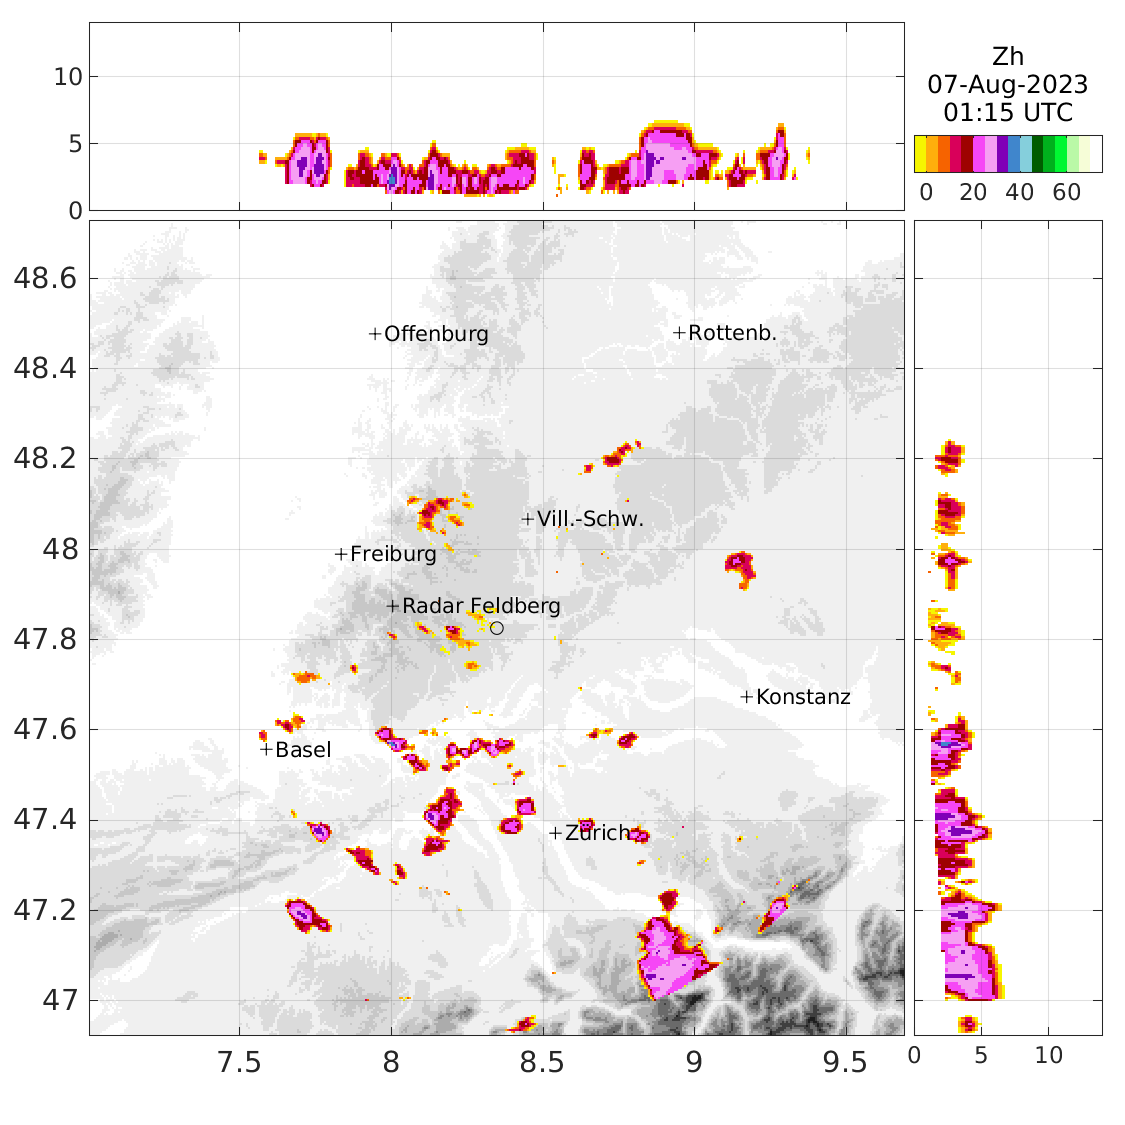 10
5
0
Zh
07-Aug-2023
01:15 UTC
0 20 40 60
48.6
48.4
48.2
48
47.8
47.6
47.4
47.2
47
+Offenburg
+Rottenb.
+Vill.-Schw.
+Freiburg
+Radar Feldberg
+Konstanz
+Basel
+Zürich
7.5 8 8.5 9 9.5
0 5 10